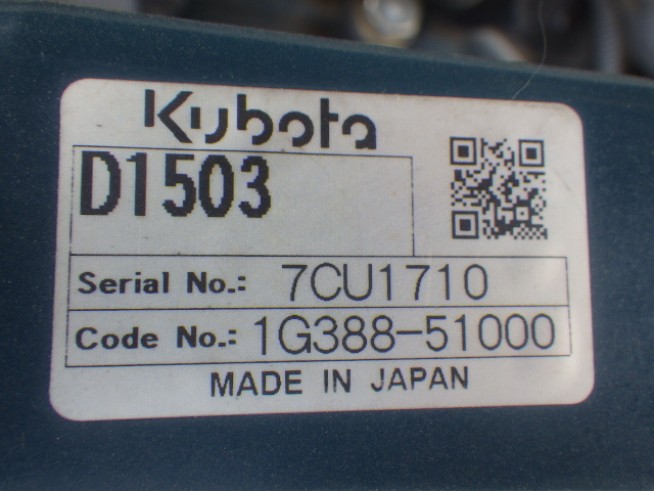 Kubota
D1503
Serial No.: 7CU1710
Code No.: 1G388-51000
MADE IN JAPAN